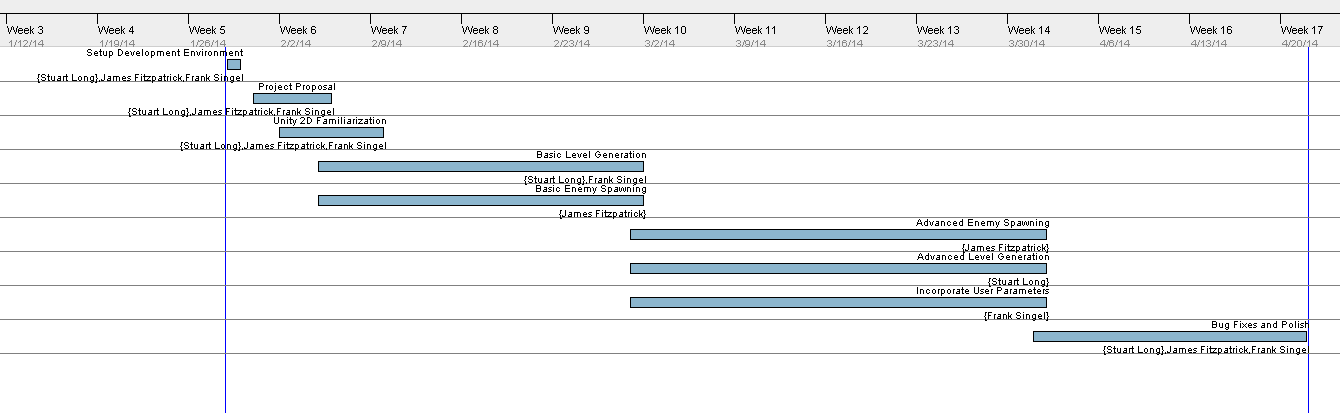 Week 3 Week 4 Week 5 Week 6 Week 7 Week 8 Week 9 Week 10 Week 11 Week 12 Week 13 Week 14 Week 15 Week 16 Week 17
1/12/14 1/19/14 1/26/14 2/2/14 2/9/14 2/16/14 2/23/14 3/2/14 3/9/14 3/16/14 3/23/14 3/30/14 4/6/14 4/13/14 4/20/14
Setup Development Environment
{Stuart Long},James Fitzpatrick,Frank Singel
Project Proposal
{Stuart Long},James Fitzpatrick,Frank Singel
Unity 2D Familiarization
{Stuart Long},James Fitzpatrick,Frank Singel
Basic Level Generation
{Stuart Long},Frank Singel
Basic Enemy Spawning
{James Fitzpatrick}
Advanced Enemy Spawning
{James Fitzpatrick}
Advanced Level Generation
{Stuart Long}
Incorporate User Parameters
{Frank Singel}
Bug Fixes and Polish
{Stuart Long},James Fitzpatrick,Frank Singe